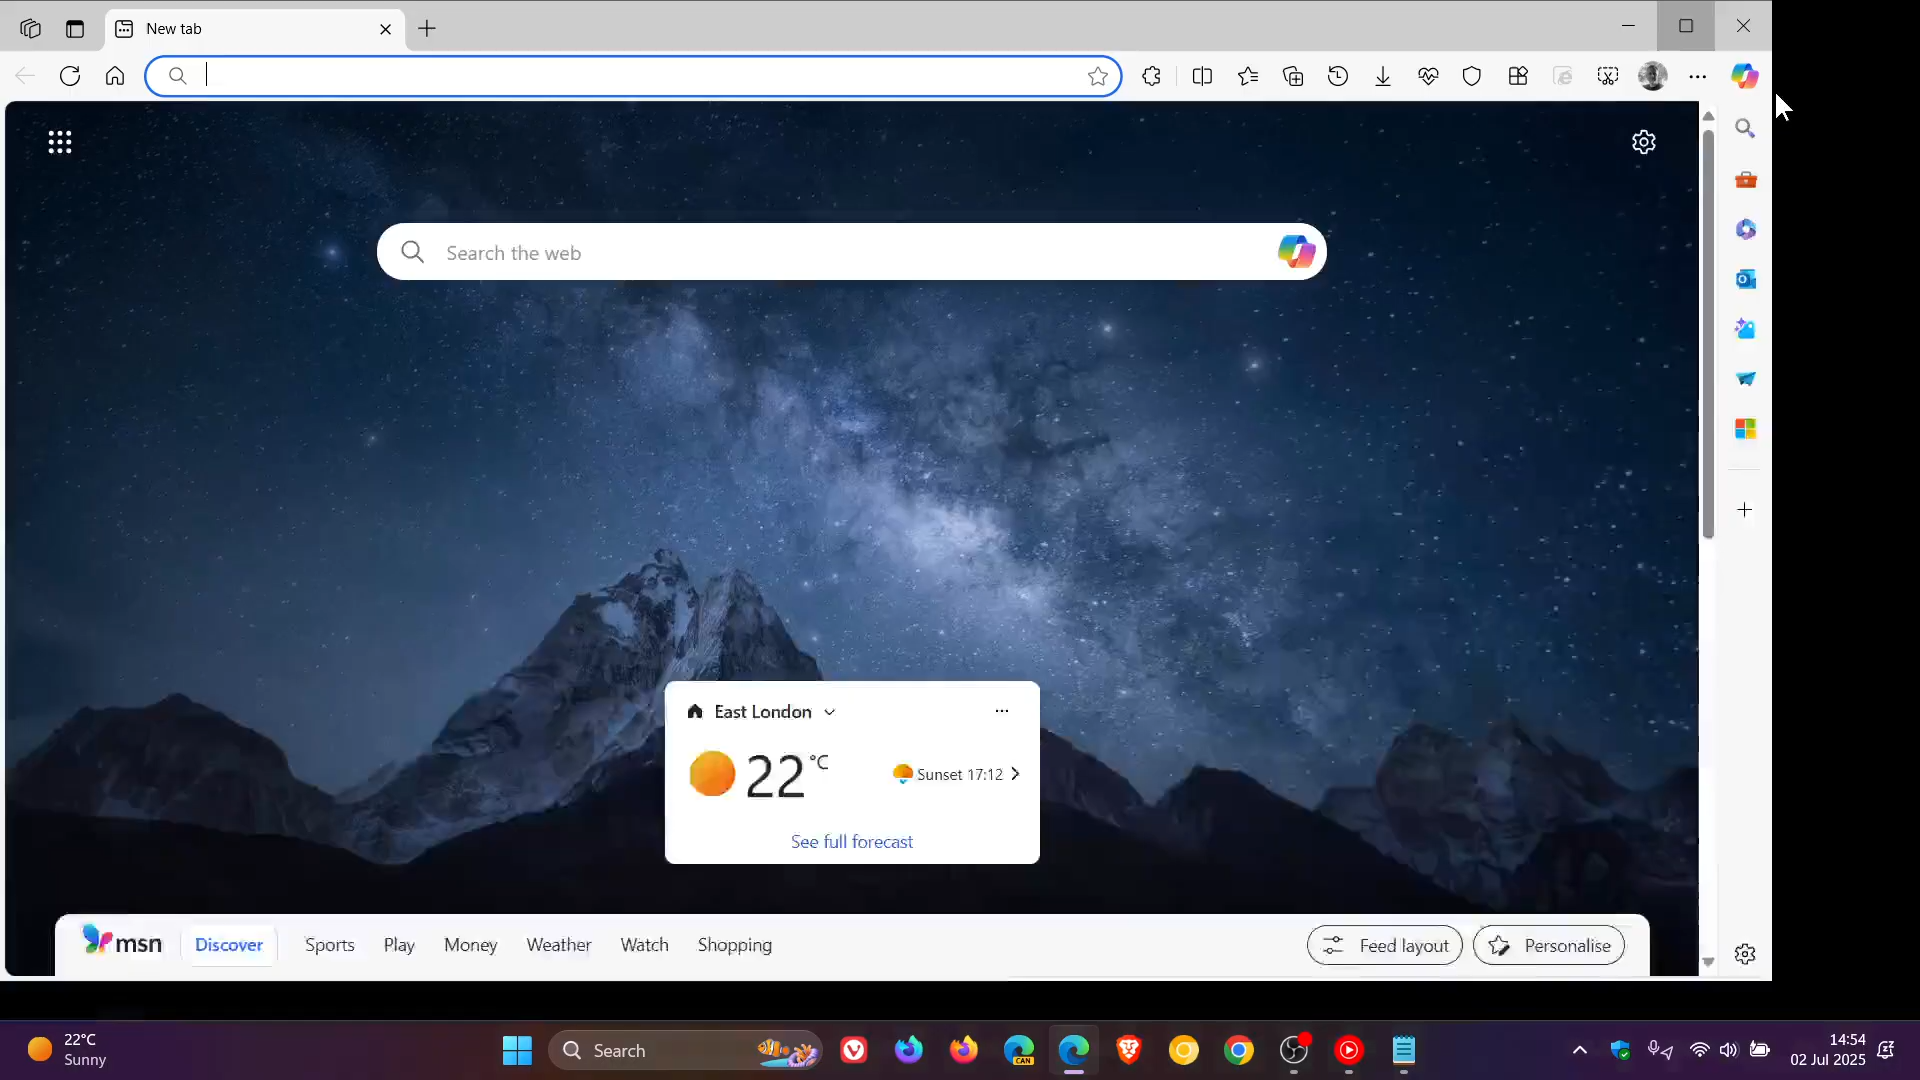 New tab
Search the web
East London
22 °C
Sunset 17:12
See full forecast
msn
Discover
Sports
Play
Money
Weather
Watch
Shopping
Feed layout
Personalise
22°C
Sunny
Search
CAN
14:54
02 Jul 2025